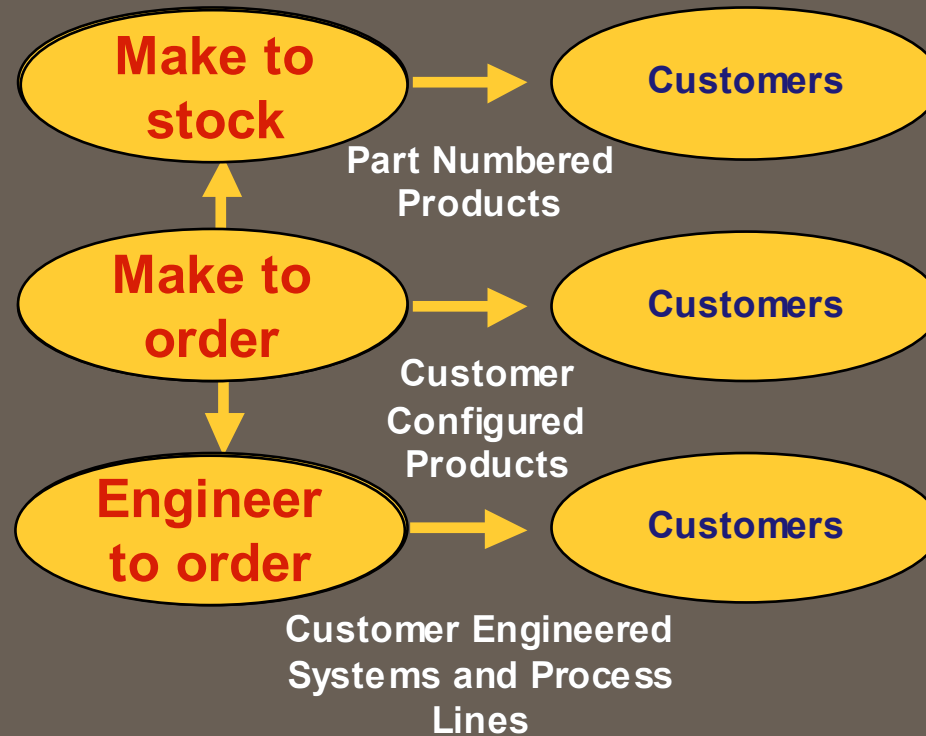 Make to
stock
Customers
Part Numbered
Products
Make to
order
Customers
Customer
Configured
Products
Engineer
to order
Customers
Customer Engineered
Systems and Process
Lines